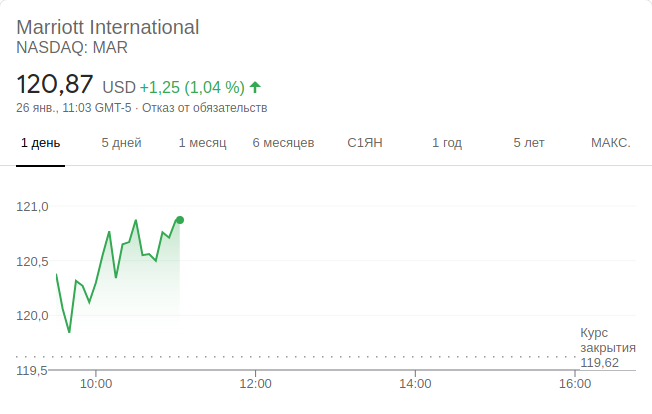 Marriott International
NASDAQ: MAR
120,87 USD +1,25 (1,04 %)
26 янв., 11:03 GMT-5 · Отказ от обязательств
1 день 5 дней 1 месяц 6 месяцев С1ЯН 1 год 5 лет МАКС.
121,0
120,5
120,0
Курс
закрытия
119,62
119,5
10:00 12:00 14:00 16:00